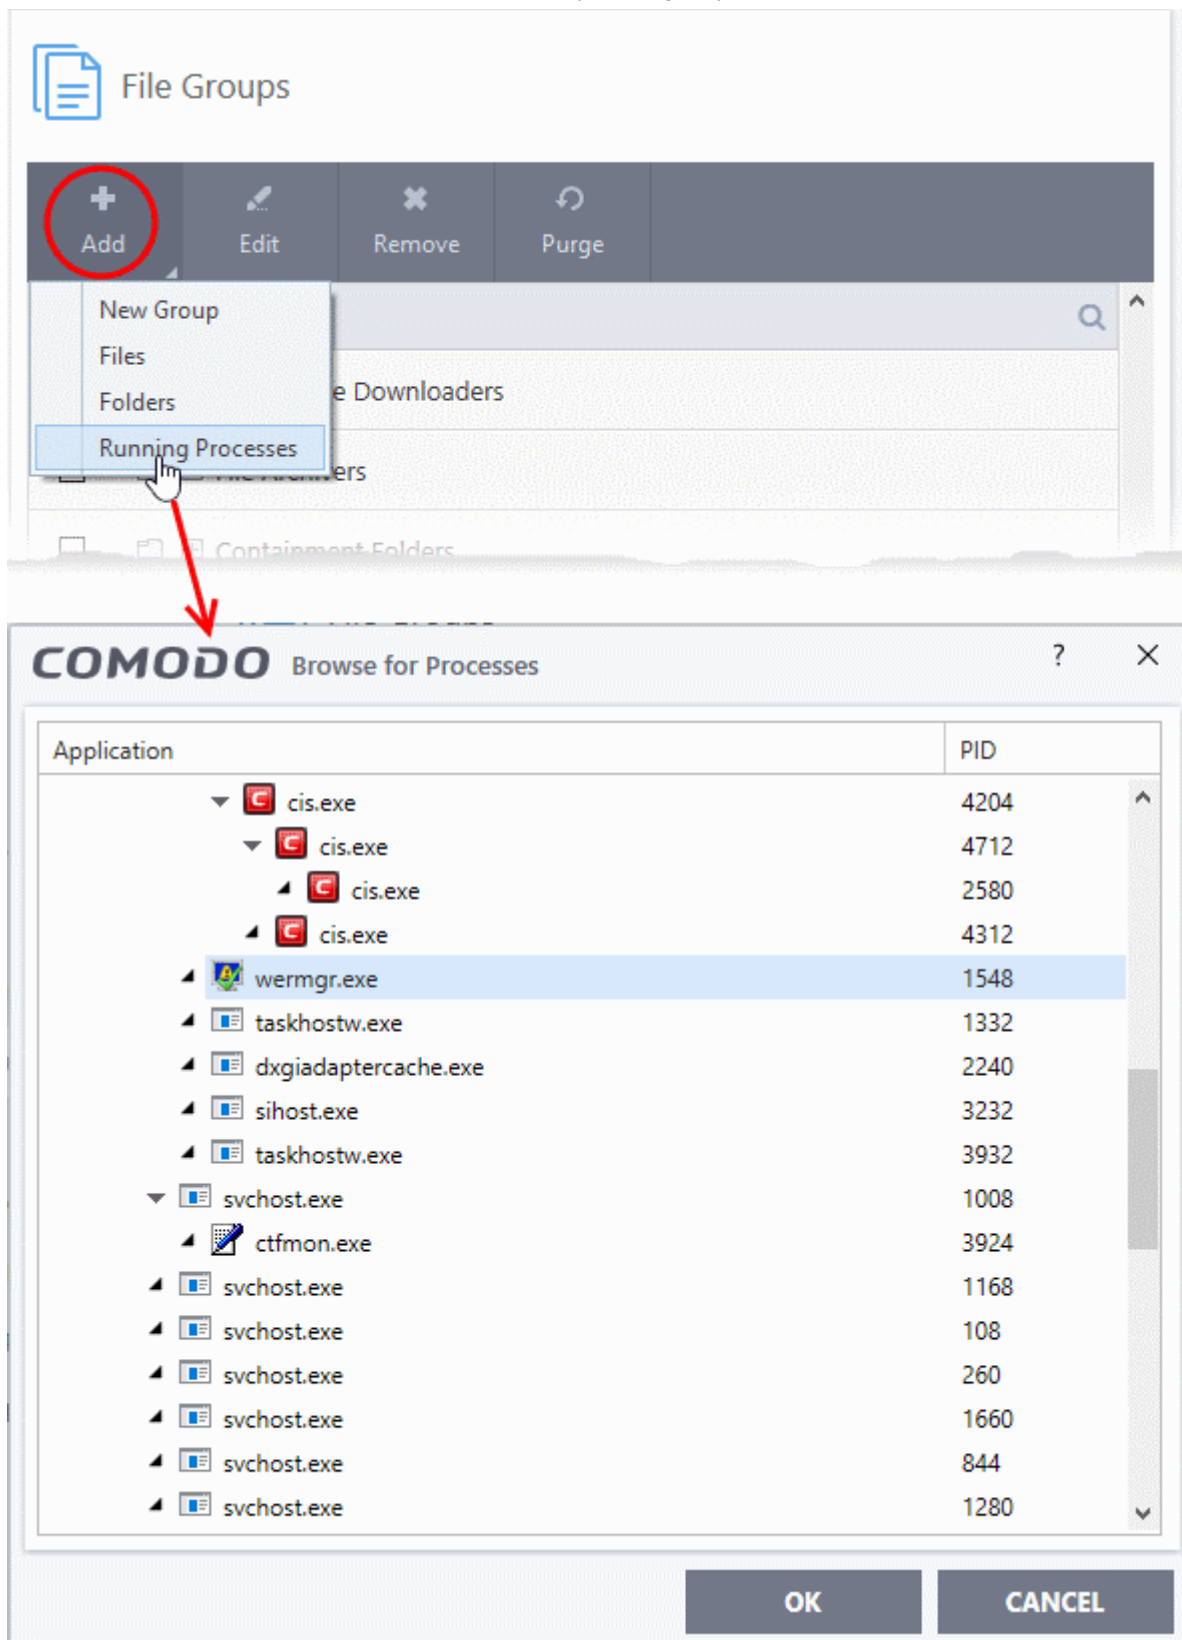 File Groups
Add Edit Remove Purge
New Group
Files
Folders
Running Processes
e Downloaders
ers
Containment Folders
COMODO Browse for Processes ?
Application PID
cis.exe 4204
cis.exe 4712
cis.exe 2580
cis.exe 4312
wermgr.exe 1548
taskhostw.exe 1332
dxgiadaptercache.exe 2240
sihost.exe 3232
taskhostw.exe 3932
svchost.exe 1008
ctfmon.exe 3924
svchost.exe 1168
svchost.exe 108
svchost.exe 260
svchost.exe 1660
svchost.exe 844
svchost.exe 1280
OK CANCEL